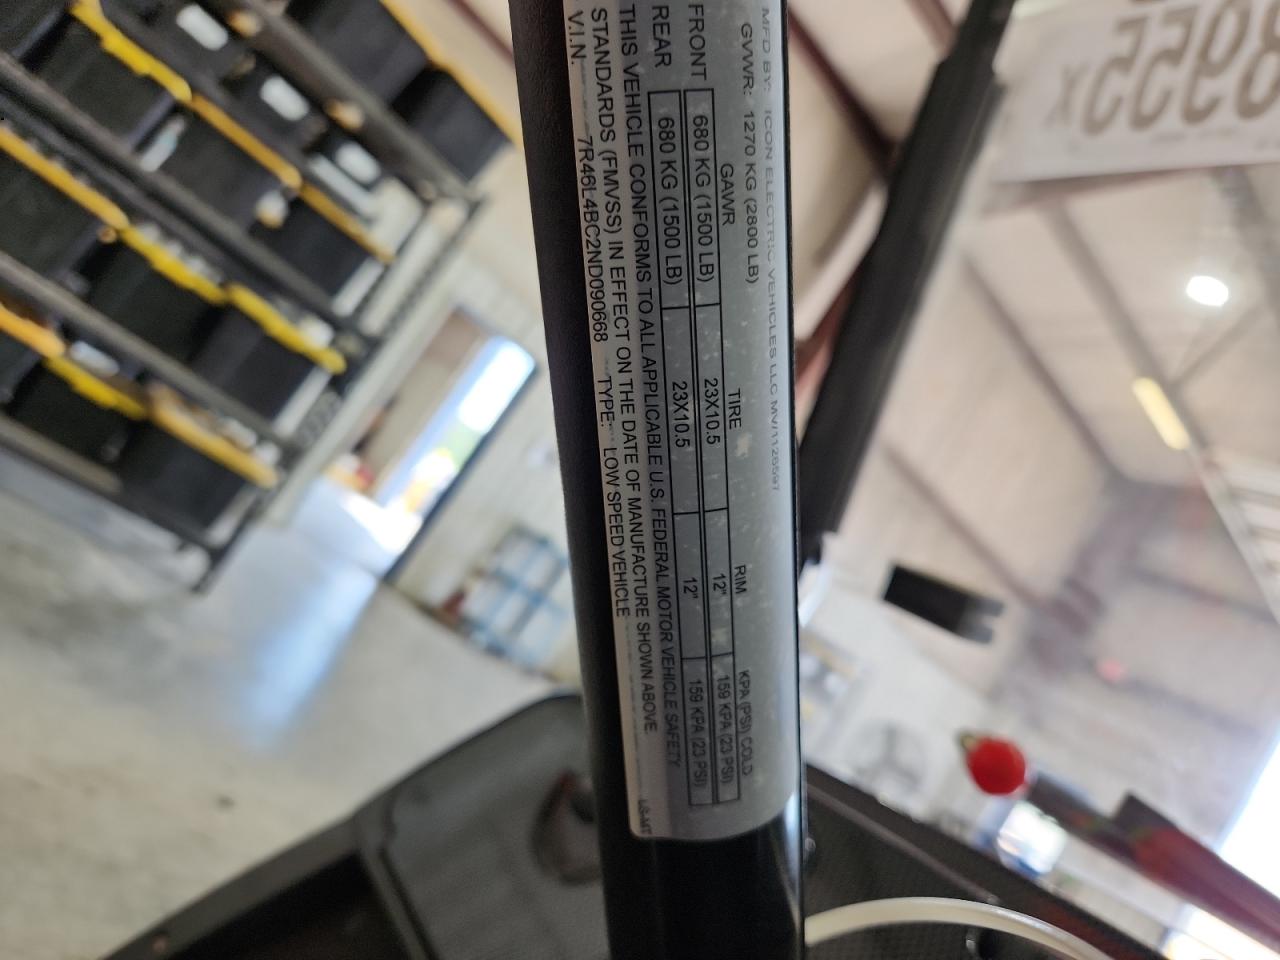 MFD BY: ICON ELECTRIC VEHICLES LLC MV/1126597
GVWR: 1270 KG (2800 LB)
GAWR TIRE RIM KPA (PSI) COLD
FRONT 680 KG (1500 LB) 23X10.5 12" 159 KPA (23 PSI)
REAR 680 KG (1500 LB) 23X10.5 12" 159 KPA (23 PSI)
THIS VEHICLE CONFORMS TO ALL APPLICABLE U.S. FEDERAL MOTOR VEHICLE SAFETY
STANDARDS (FMVSS) IN EFFECT ON THE DATE OF MANUFACTURE SHOWN ABOVE.
V.I.N. 7R46L4BC2ND090668 TYPE: LOW SPEED VEHICLE